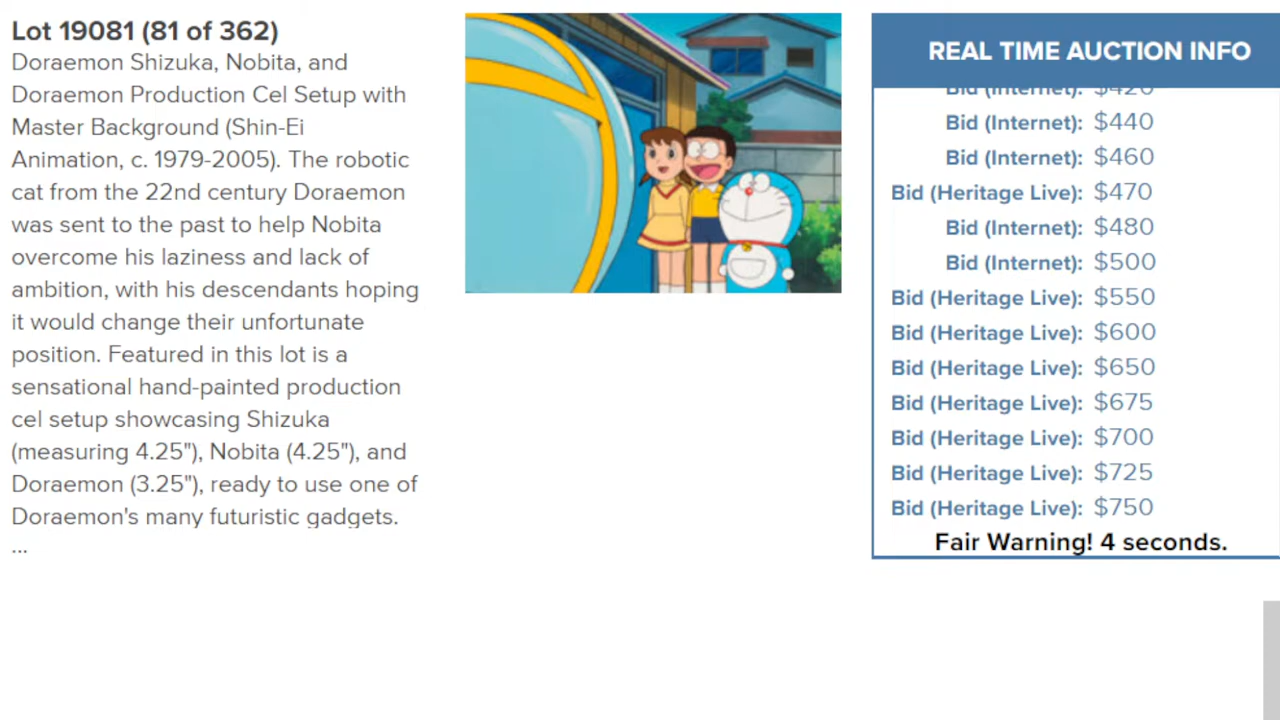 Lot 19081 (81 of 362)
Doraemon Shizuka, Nobita, and
Doraemon Production Cel Setup with
Master Background (Shin-Ei
Animation, c. 1979-2005). The robotic
cat from the 22nd century Doraemon
was sent to the past to help Nobita
overcome his laziness and lack of
ambition, with his descendants hoping
it would change their unfortunate
position. Featured in this lot is a
sensational hand-painted production
cel setup showcasing Shizuka
(measuring 4.25"), Nobita (4.25"), and
Doraemon (3.25"), ready to use one of
Doraemon's many futuristic gadgets.
...
REAL TIME AUCTION INFO
Bid (Internet): $420
Bid (Internet): $440
Bid (Internet): $460
Bid (Heritage Live): $470
Bid (Internet): $480
Bid (Internet): $500
Bid (Heritage Live): $550
Bid (Heritage Live): $600
Bid (Heritage Live): $650
Bid (Heritage Live): $675
Bid (Heritage Live): $700
Bid (Heritage Live): $725
Bid (Heritage Live): $750
Fair Warning! 4 seconds.